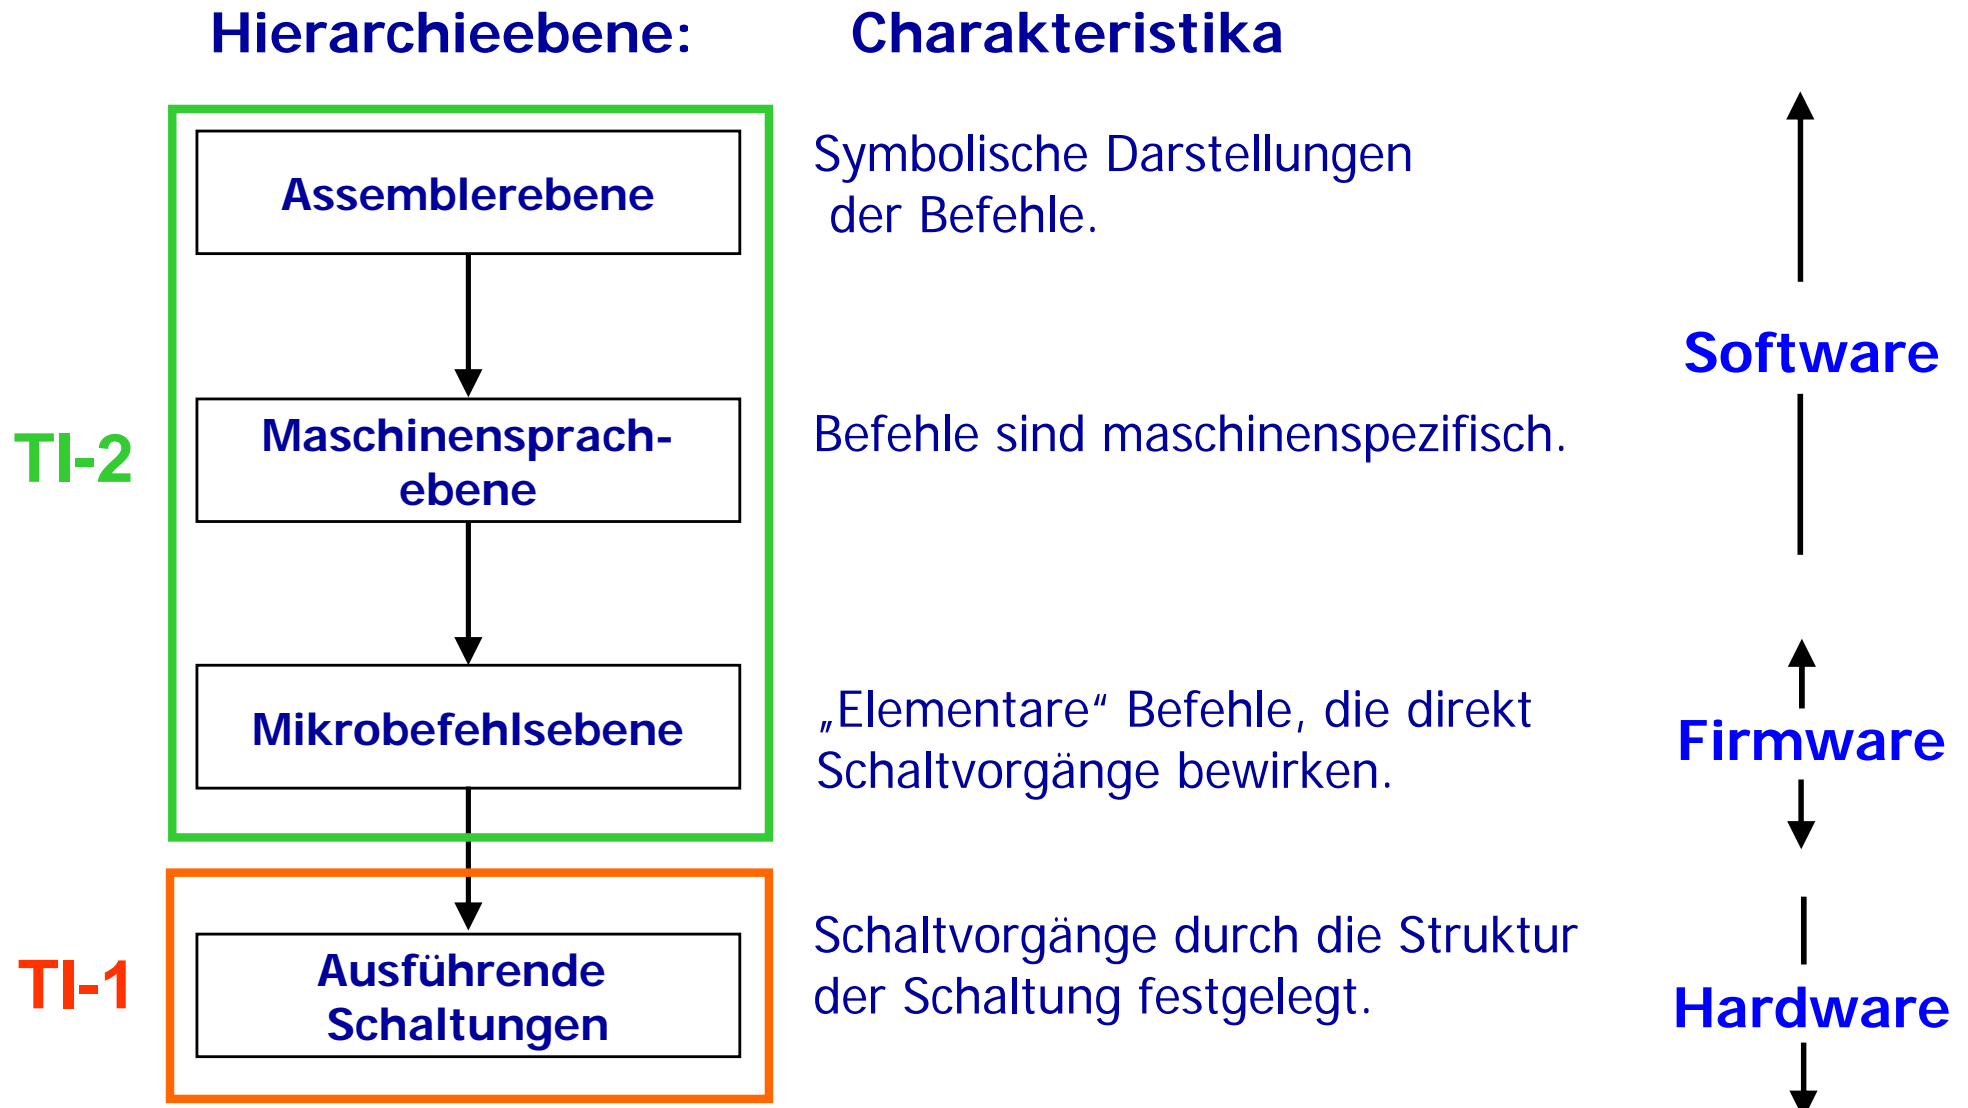 Hierarchieebene: Charakteristika
Assemblerebene
Symbolische Darstellungen
der Befehle.
Software
TI-2
Maschinensprach-
ebene
Befehle sind maschinenspezifisch.
Mikrobefehlsebene
„Elementare“ Befehle, die direkt
Schaltvorgänge bewirken.
Firmware
TI-1
Ausführende
Schaltungen
Schaltvorgänge durch die Struktur
der Schaltung festgelegt.
Hardware